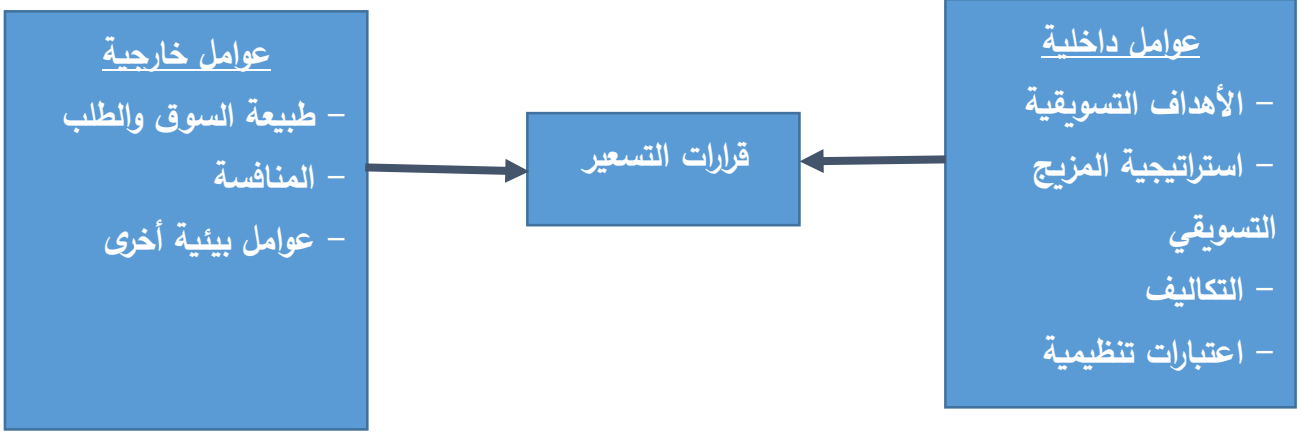 عوامل داخلية
- الأهداف التسويقية
- استراتيجية المزيج
التسويقي
- التكاليف
- اعتبارات تنظيمية
قرارات التسعير
عوامل خارجية
- طبيعة السوق والطلب
- المنافسة
- عوامل بيئية أخرى